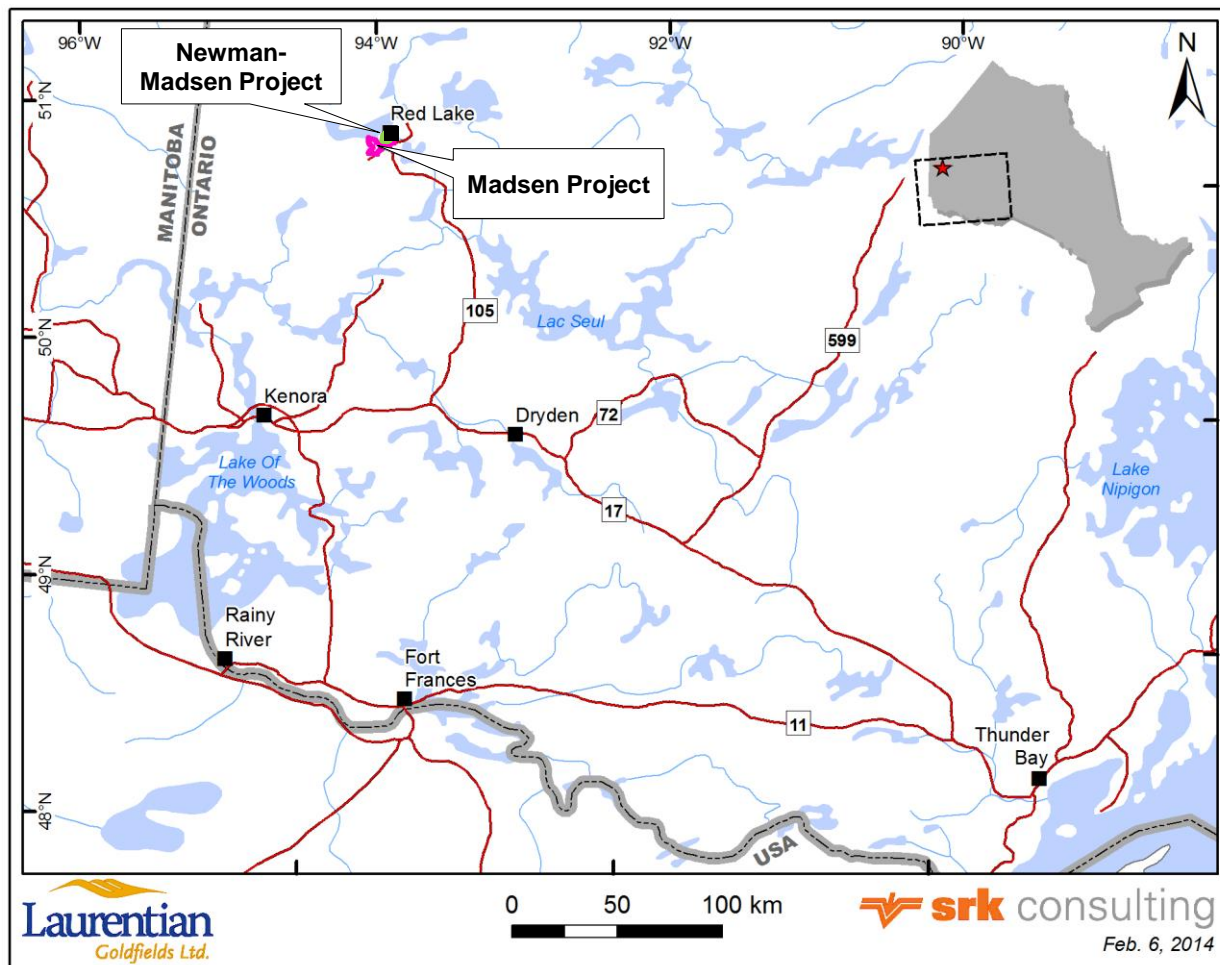 96°W
94°W
92°W
90°W
N
Newman-
Madsen Project
51°N
Red Lake
MANITOBA
ONTARIO
Madsen Project
105
Lac Seul
599
50°N
Kenora
Dryden
72
Lake Of
The Woods
Lake
Nipigon
17
49°N
Rainy
River
Fort
Frances
11
Thunder
Bay
48°N
USA
Laurentian
Goldfields Ltd.
0 50 100 km
srk consulting
Feb. 6, 2014